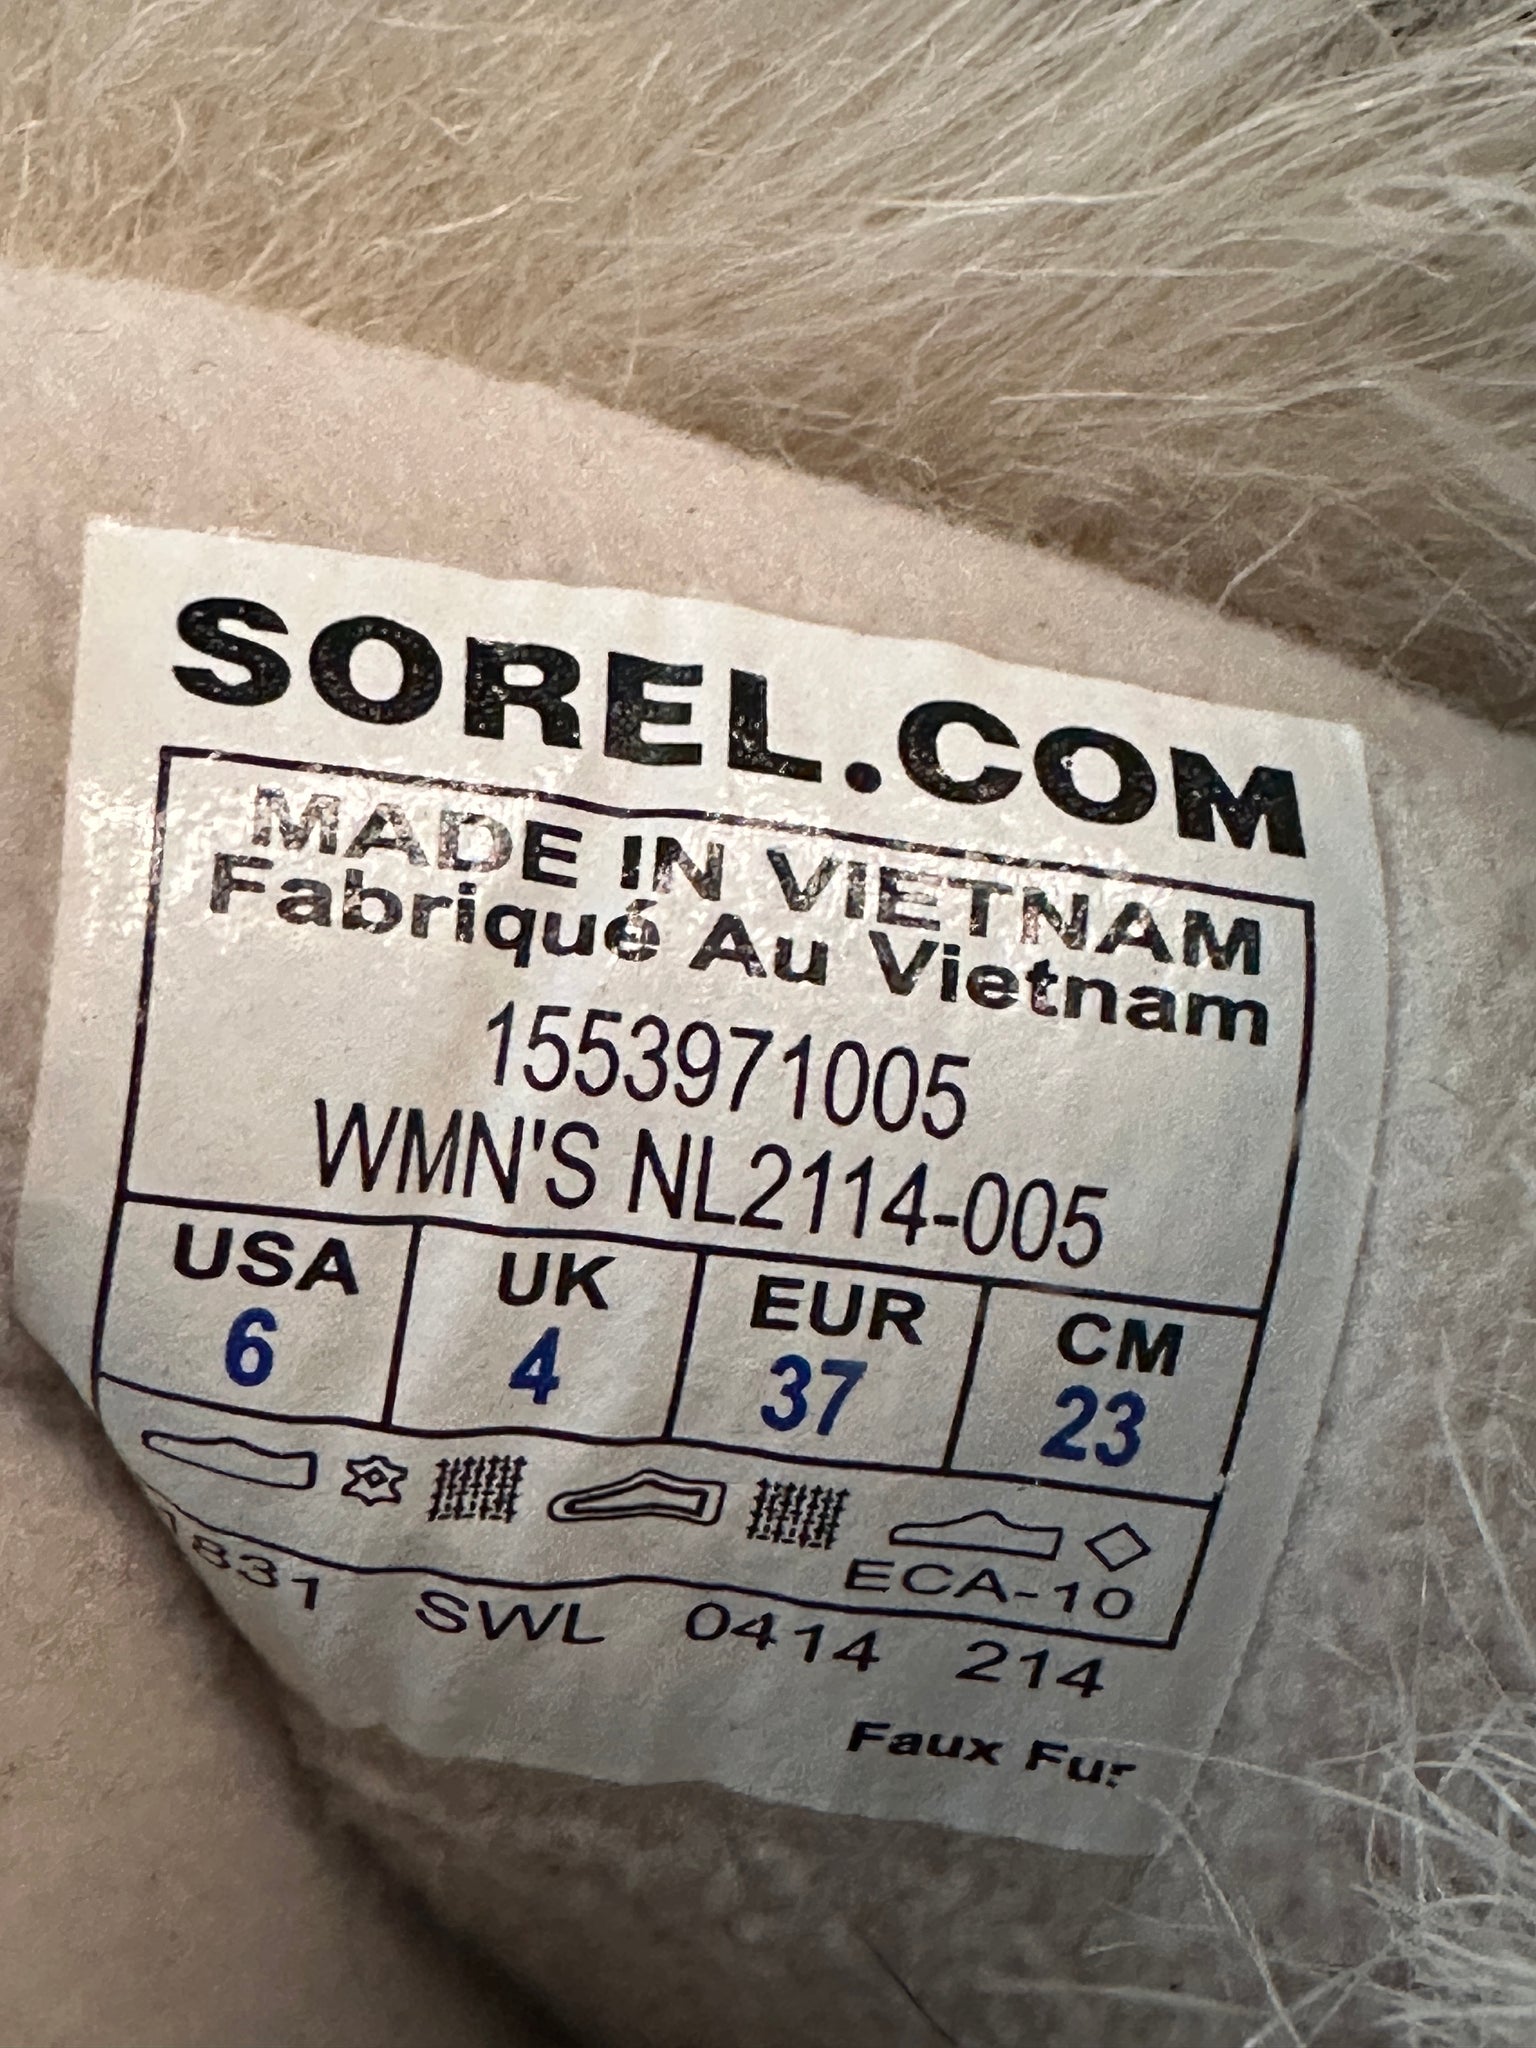 SOREL.COM
MADE IN VIETNAM
Fabriqué Au Vietnam
1553971005
WMN'S NL2114-005
USA UK EUR CM
6 4 37 23
ECA-10
SWL 0414 214
Faux Fur